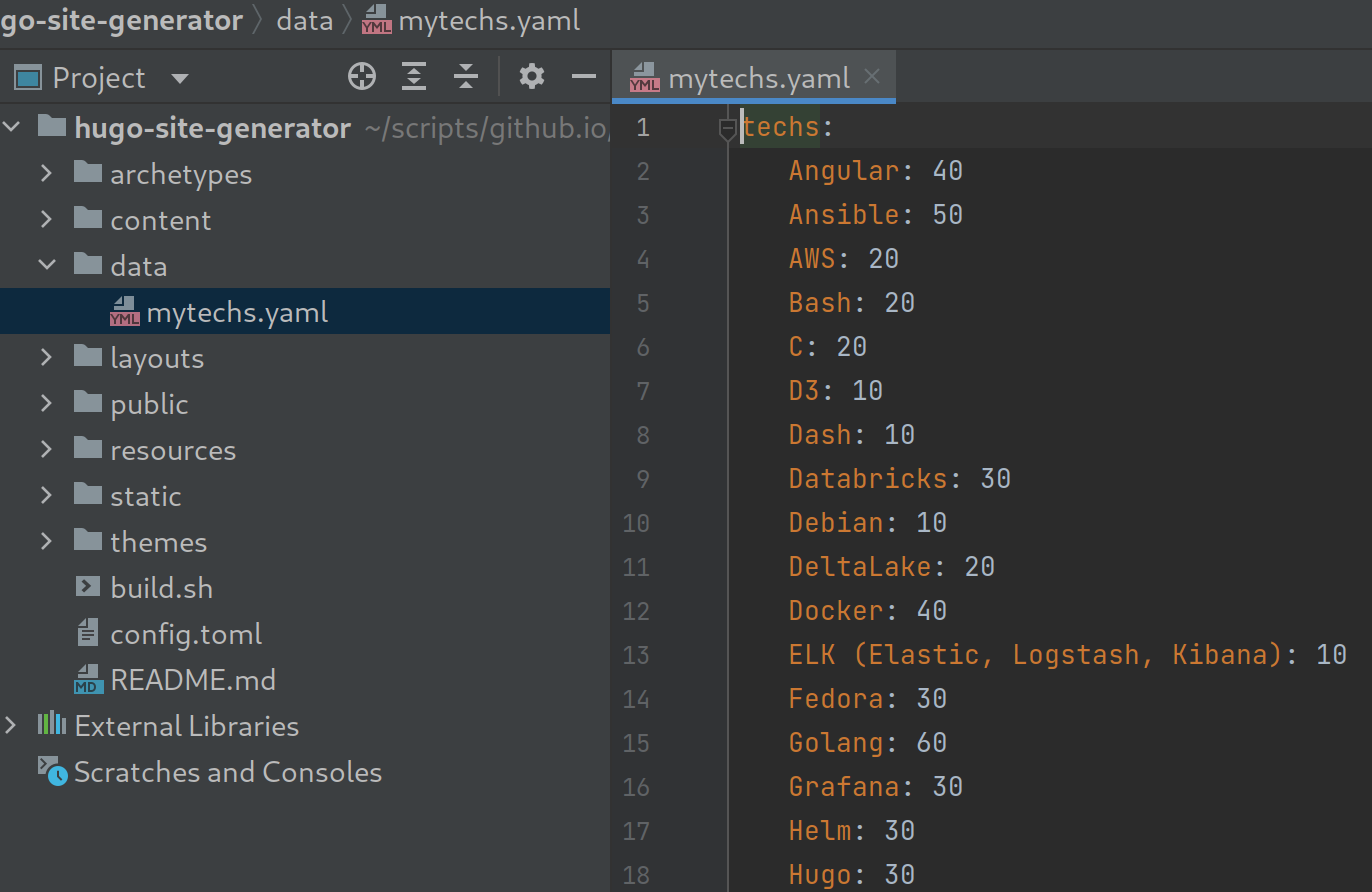 go-site-generator data YML mytechs.yaml
Project
hugo-site-generator ~/scripts/github.io/
archetypes
content
data
YML mytechs.yaml
layouts
public
resources
static
themes
build.sh
config.toml
MD README.md
External Libraries
Scratches and Consoles
YML mytechs.yaml
1 techs:
2 Angular: 40
3 Ansible: 50
4 AWS: 20
5 Bash: 20
6 C: 20
7 D3: 10
8 Dash: 10
9 Databricks: 30
10 Debian: 10
11 DeltaLake: 20
12 Docker: 40
13 ELK (Elastic, Logstash, Kibana): 10
14 Fedora: 30
15 Golang: 60
16 Grafana: 30
17 Helm: 30
18 Hugo: 30